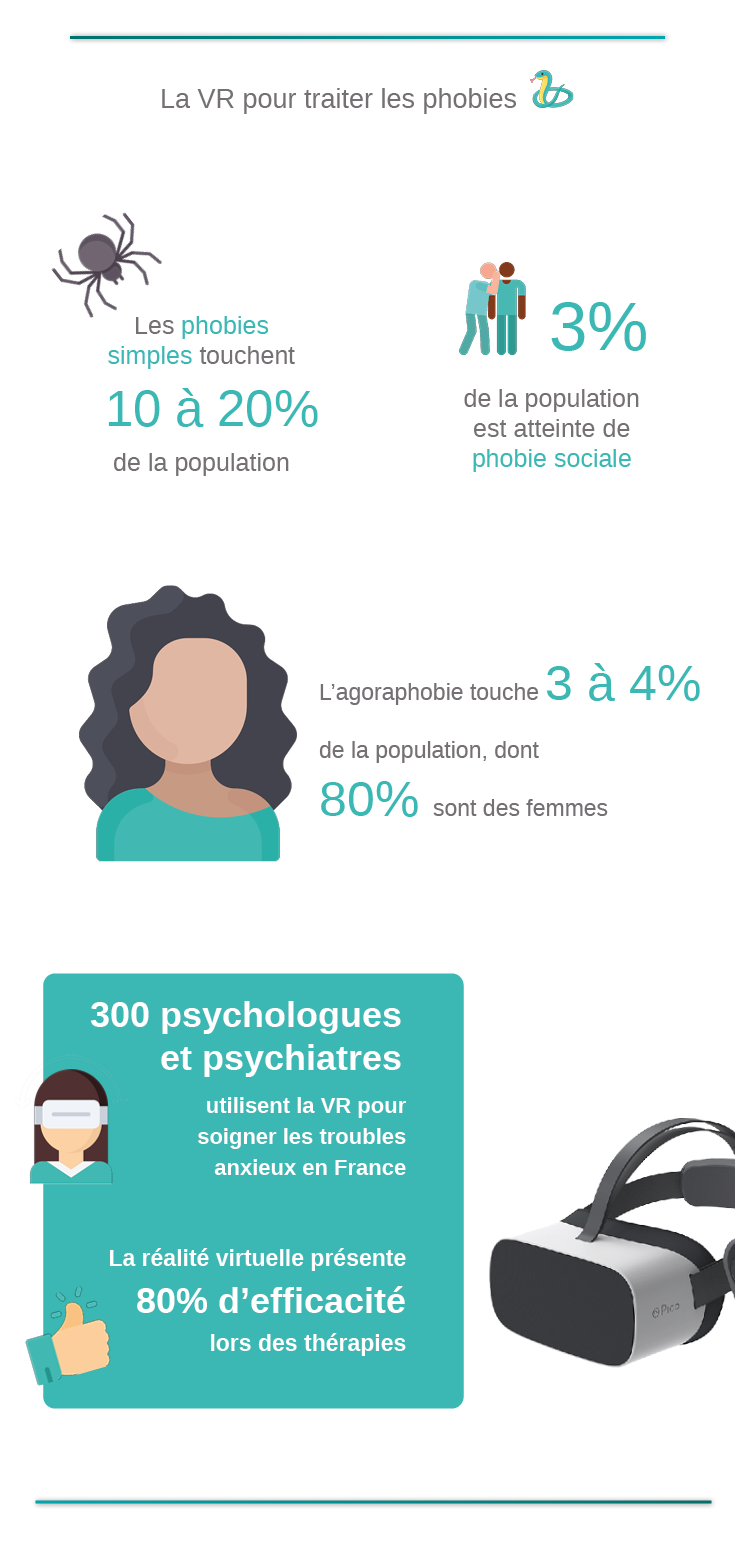 La VR pour traiter les phobies
Les phobies
simples touchent
10 à 20%
de la population
3%
de la population
est atteinte de
phobie sociale
L’agoraphobie touche 3 à 4%
de la population, dont
80% sont des femmes
300 psychologues
et psychiatres
utilisent la VR pour
soigner les troubles
anxieux en France
La réalité virtuelle présente
80% d’efficacité
lors des thérapies
Pico